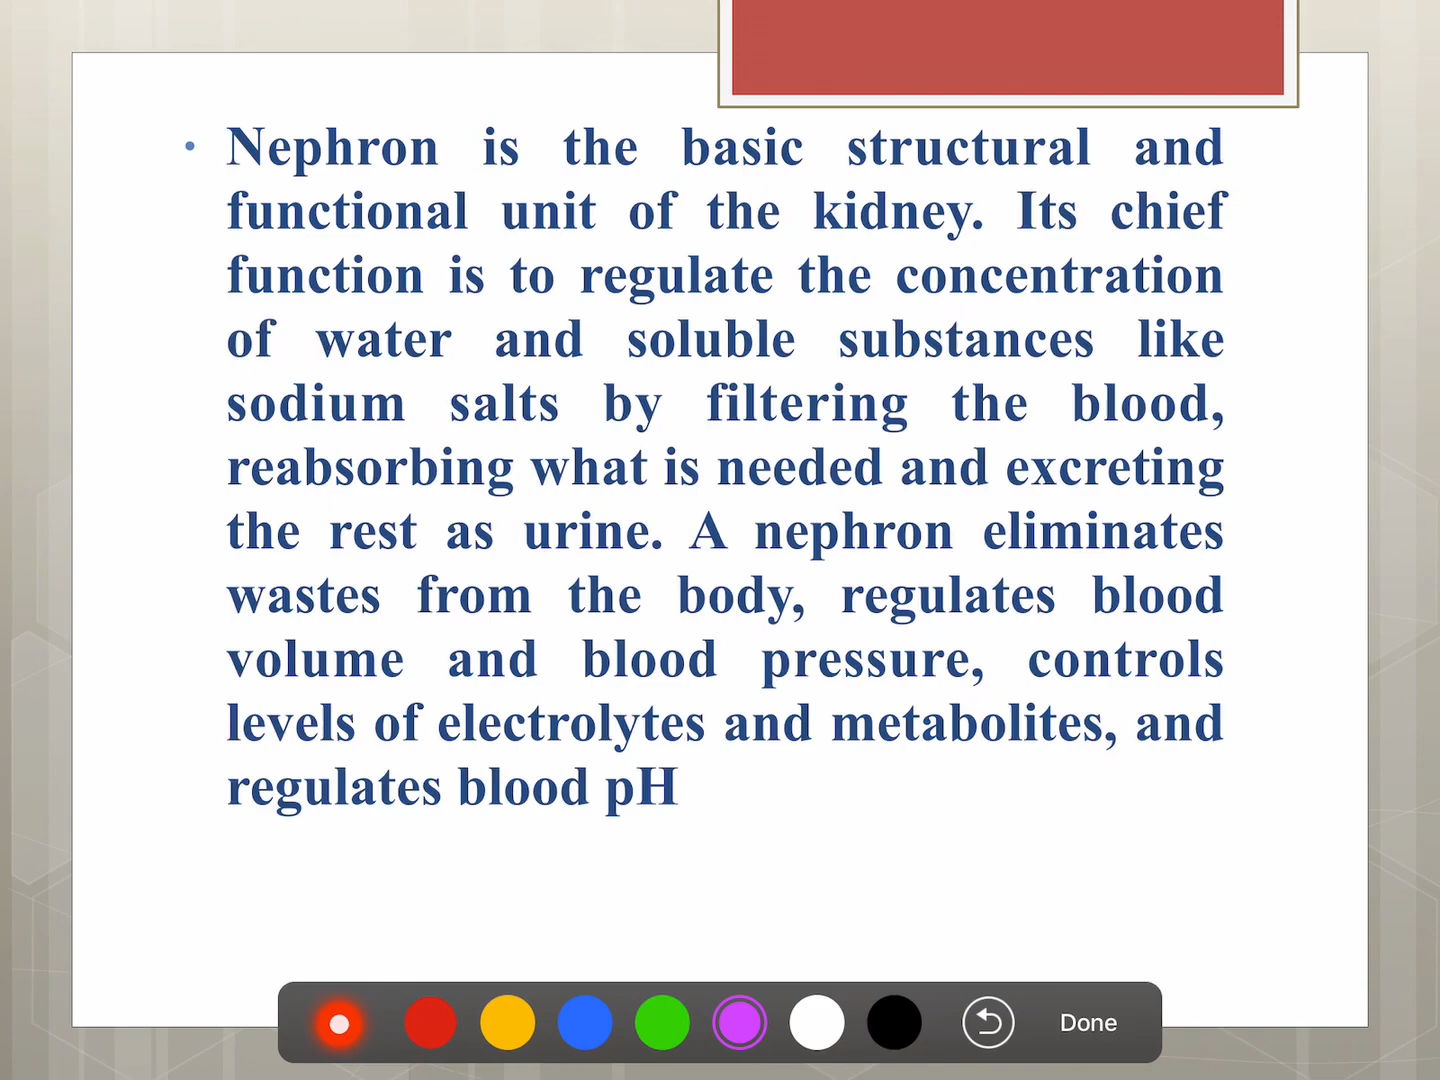 • Nephron is the basic structural and
functional unit of the kidney. Its chief
function is to regulate the concentration
of water and soluble substances like
sodium salts by filtering the blood,
reabsorbing what is needed and excreting
the rest as urine. A nephron eliminates
wastes from the body, regulates blood
volume and blood pressure, controls
levels of electrolytes and metabolites, and
regulates blood pH
Done